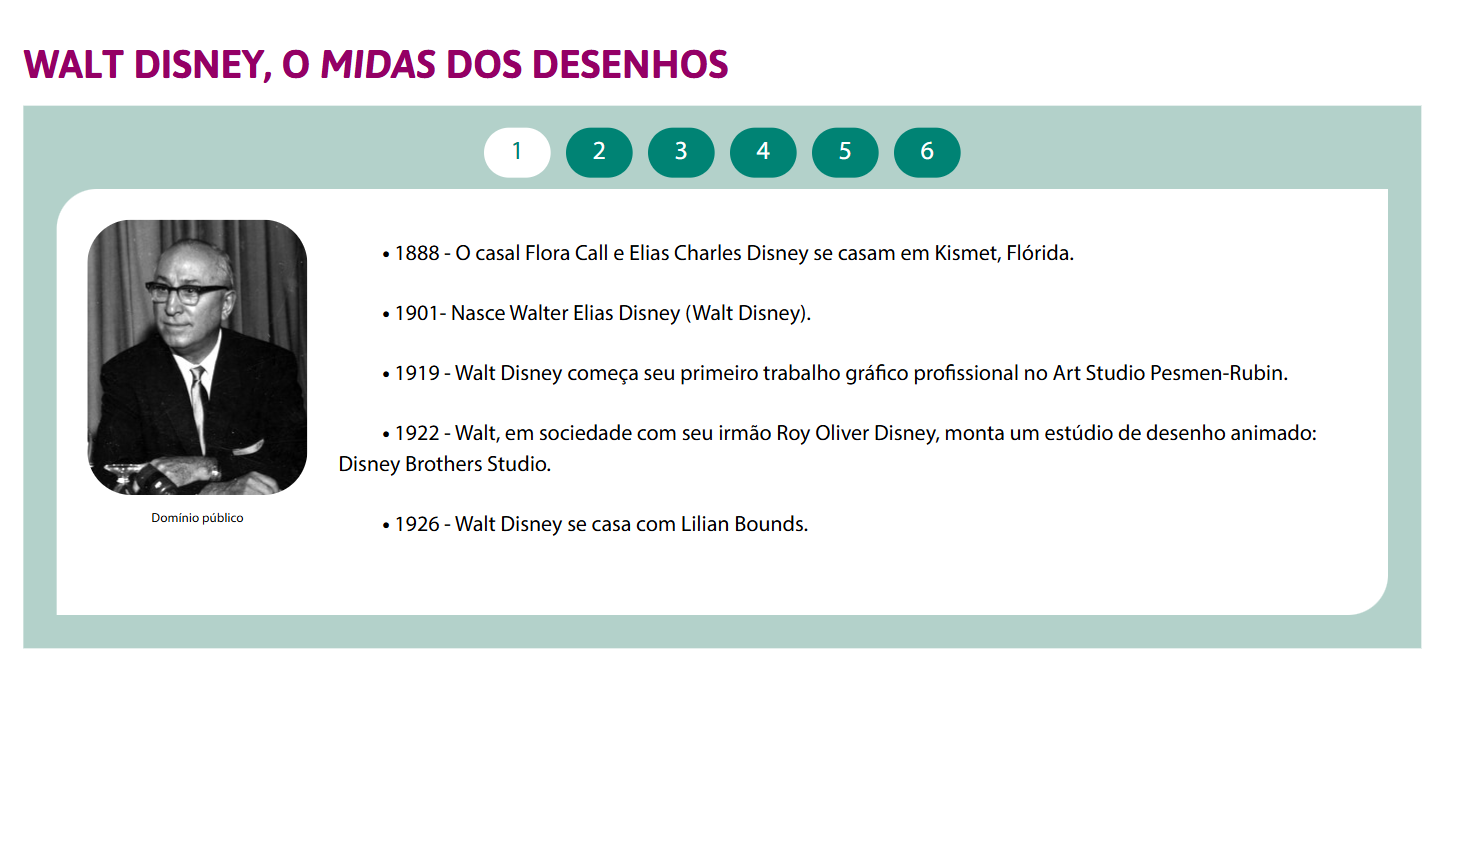 WALT DISNEY, O MIDAS DOS DESENHOS
1 2 3 4 5 6
• 1888 - O casal Flora Call e Elias Charles Disney se casam em Kismet, Flórida.
• 1901- Nasce Walter Elias Disney (Walt Disney).
• 1919 - Walt Disney começa seu primeiro trabalho gráfico profissional no Art Studio Pesmen-Rubin.
• 1922 - Walt, em sociedade com seu irmão Roy Oliver Disney, monta um estúdio de desenho animado:
Disney Brothers Studio.
• 1926 - Walt Disney se casa com Lilian Bounds.
Domínio público